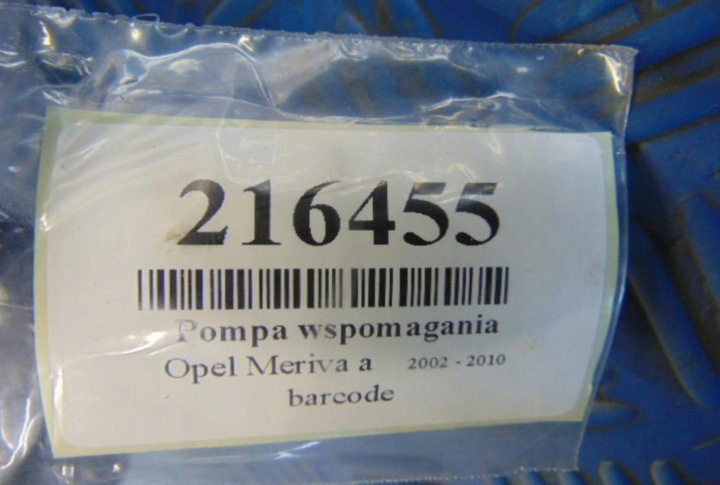 216455
Pompa wspomagania
Opel Meriva a 2002 - 2010
barcode